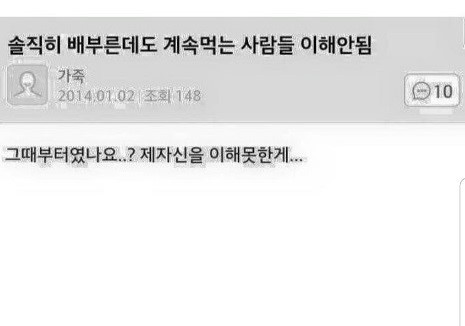 솔직히 배부른데도 계속먹는 사람들 이해안됨
가죽
2014.01.02 | 조회 148
10
그때부터였나요..? 제자신을 이해못한게...